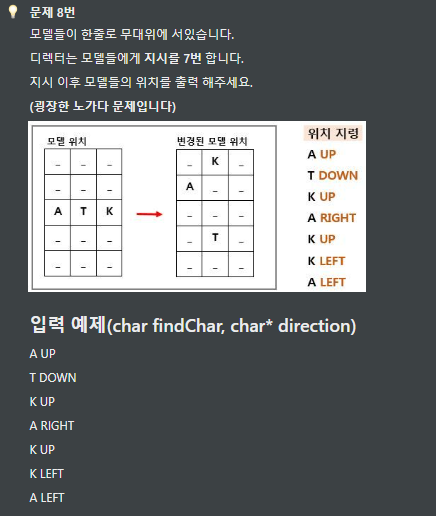 문제 8번
모델들이 한줄로 무대위에 서있습니다.
디렉터는 모델들에게 지시를 7번 합니다.
지시 이후 모델들의 위치를 출력 해주세요.
(굉장한 노가다 문제입니다)
모델 위치
_ _ _
_ _ _
A T K
_ _ _
_ _ _
변경된 모델 위치
_ K _
A _ _
_ _ _
_ T _
_ _ _
위치 지령
A UP
T DOWN
K UP
A RIGHT
K UP
K LEFT
A LEFT
입력 예제(char findChar, char* direction)
A UP
T DOWN
K UP
A RIGHT
K UP
K LEFT
A LEFT